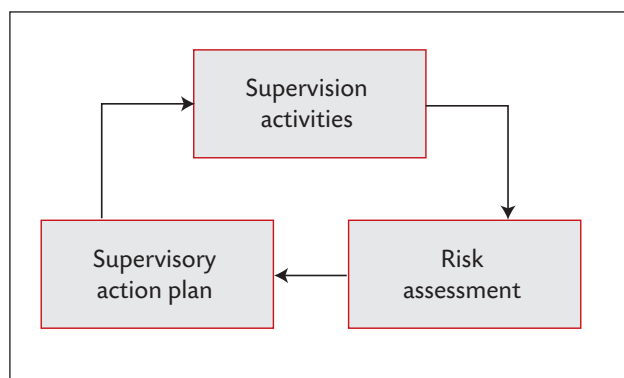 Supervision
activities
Supervisory
action plan
Risk
assessment